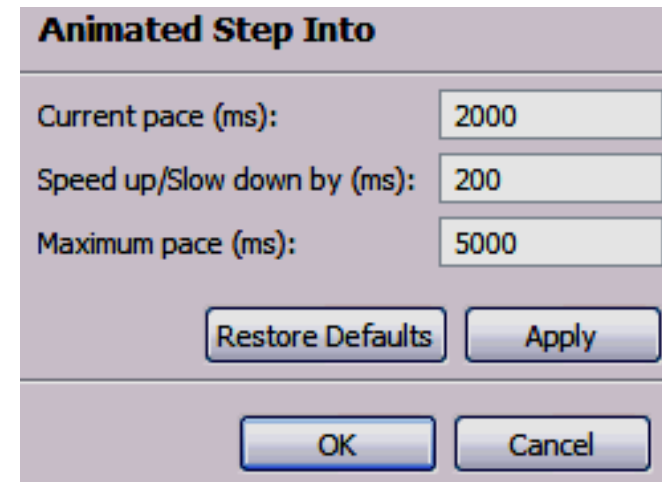 Animated Step Into
Current pace (ms): 2000
Speed up/Slow down by (ms): 200
Maximum pace (ms): 5000
Restore Defaults Apply
OK Cancel